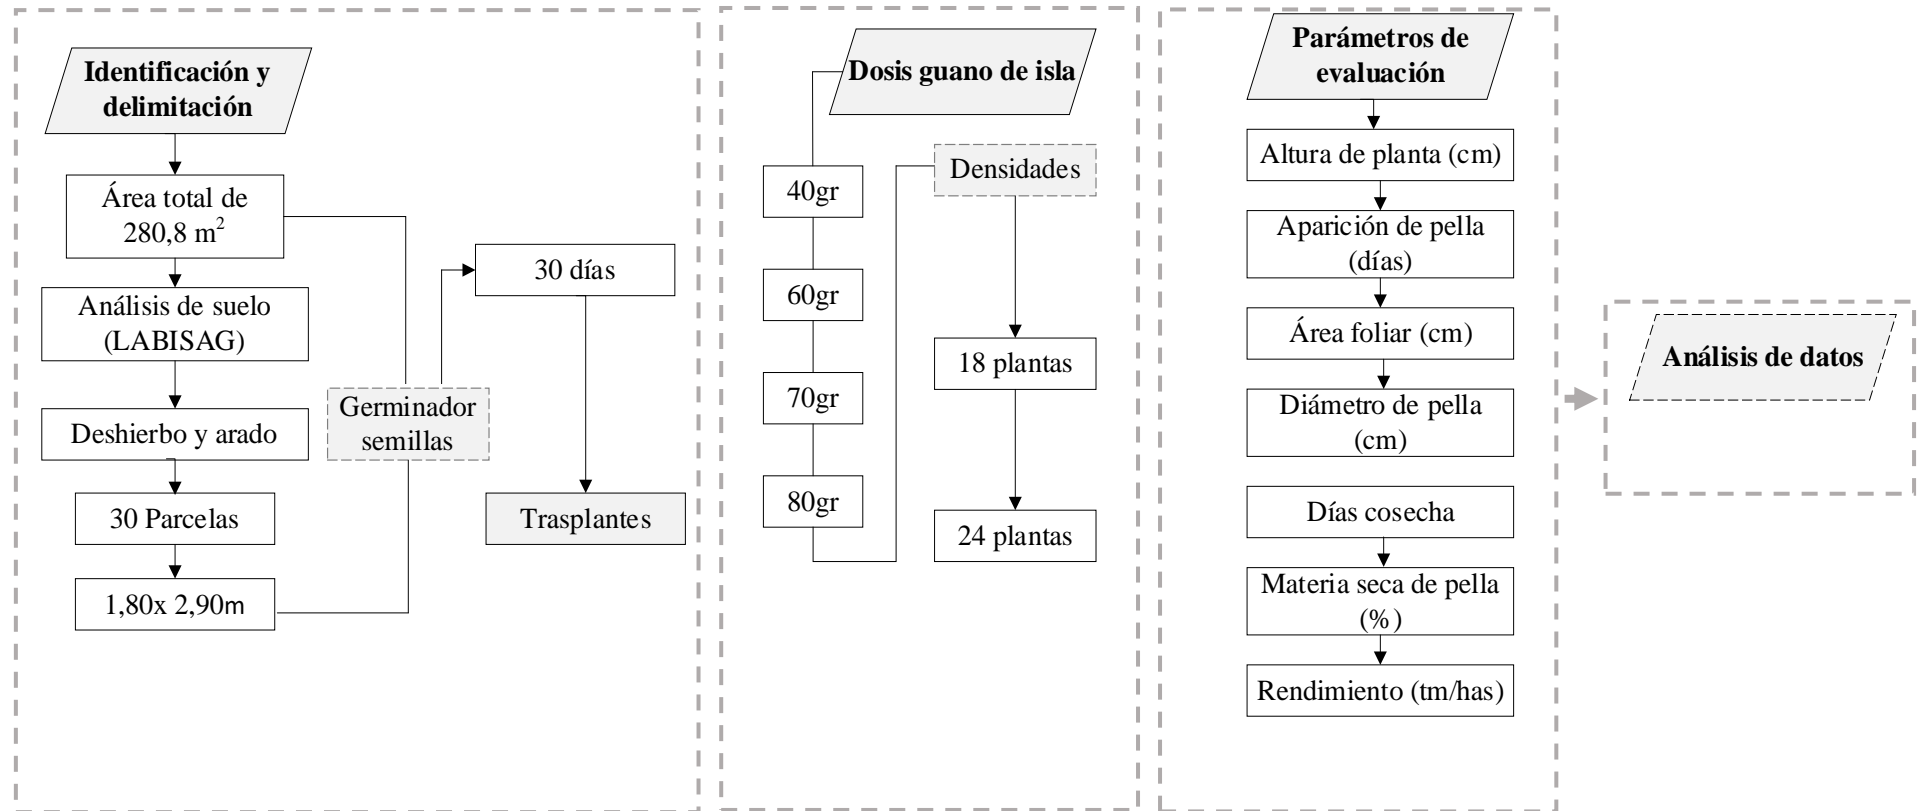 Identificación y
delimitación
Área total de
280,8 m²
Análisis de suelo
(LABISAG)
Deshierbo y arado
30 Parcelas
1,80x 2,90m
Germinador
semillas
30 días
Trasplantes
Dosis guano de isla
40gr
60gr
70gr
80gr
Densidades
18 plantas
24 plantas
Parámetros de
evaluación
Altura de planta (cm)
Aparición de pella
(días)
Área foliar (cm)
Diámetro de pella
(cm)
Días cosecha
Materia seca de pella
(%)
Rendimiento (tm/has)
Análisis de datos